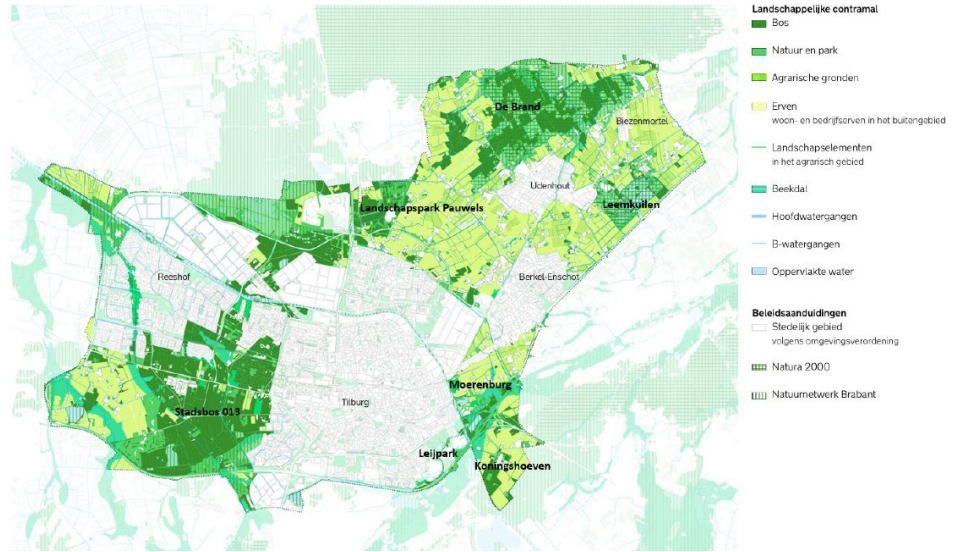 Landschappelijke contramal
Bos
Natuur en park
Agrarische gronden
Erven
woon- en bedrijfserven in het buitengebied
Landschapselementen
in het agrarisch gebied
Beekdal
Hoofdwatergangen
B-watergangen
Oppervlakte water
Beleidsaanduidingen
Stedelijk gebied
volgens omgevingsverordening
Natura 2000
Natuurnetwerk Brabant
De Brand
Biezenmortel
Udenhout
Leemkuilen
Landschapspark Pauwels
Reeshof
Berkel-Enschot
Moerenburg
Stadsbos 013
Tilburg
Leijpark
Koningshoeven